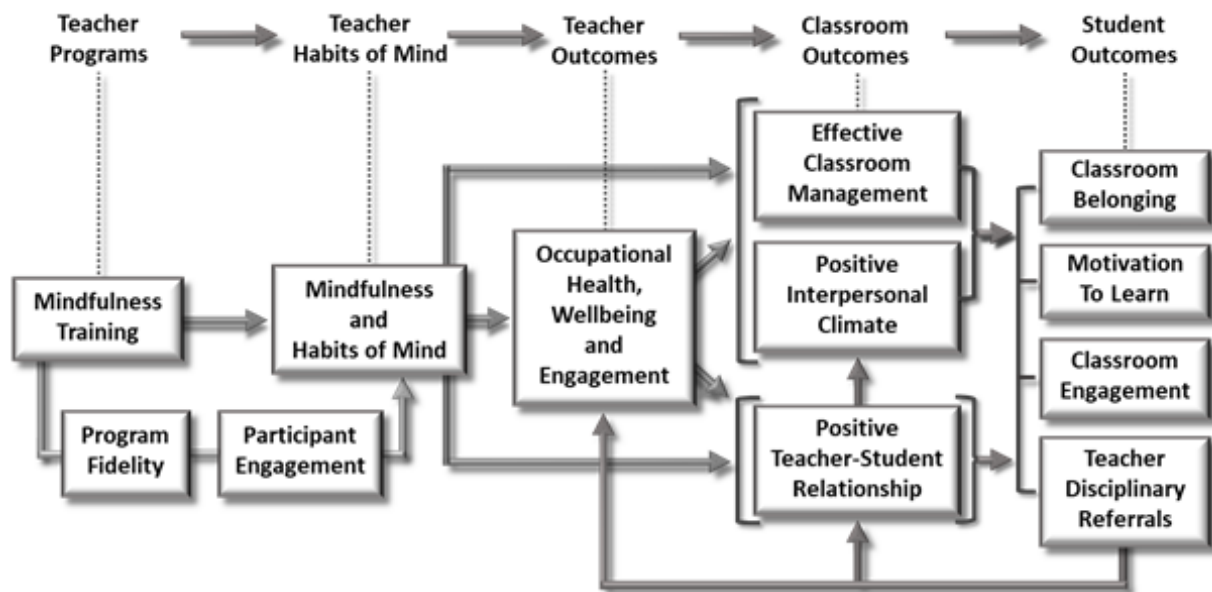 Teacher
Programs
Teacher
Habits of Mind
Teacher
Outcomes
Classroom
Outcomes
Student
Outcomes
Mindfulness
Training
Program
Fidelity
Participant
Engagement
Mindfulness
and
Habits of Mind
Occupational
Health,
Wellbeing
and
Engagement
Effective
Classroom
Management
Positive
Interpersonal
Climate
Positive
Teacher-Student
Relationship
Classroom
Belonging
Motivation
To Learn
Classroom
Engagement
Teacher
Disciplinary
Referrals